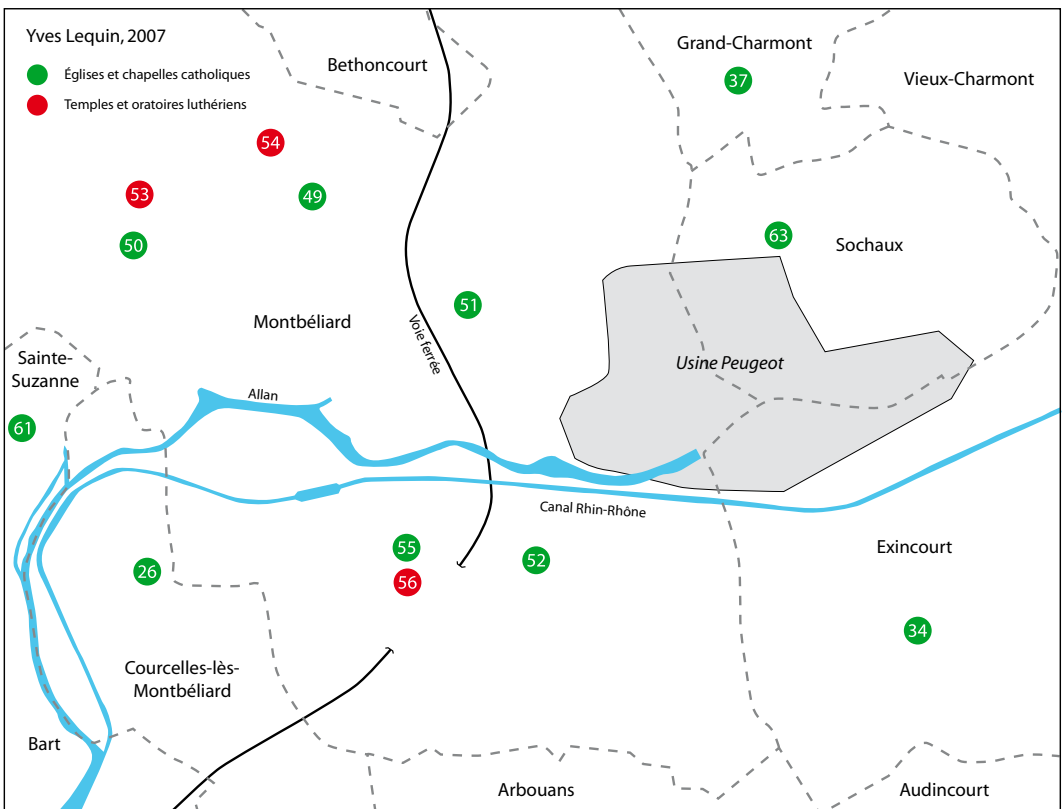 Yves Lequin, 2007
Églises et chapelles catholiques
Temples et oratoires luthériens
Bethoncourt
Grand-Charmont
37
Vieux-Charmont
54
53
49
50
63
Sochaux
51
Montbéliard
Voie ferrée
Sainte-
Suzanne
Usine Peugeot
Allan
61
Canal Rhin-Rhône
55
52
Exincourt
26
56
34
Courcelles-lès-
Montbéliard
Bart
Arbouans
Audincourt